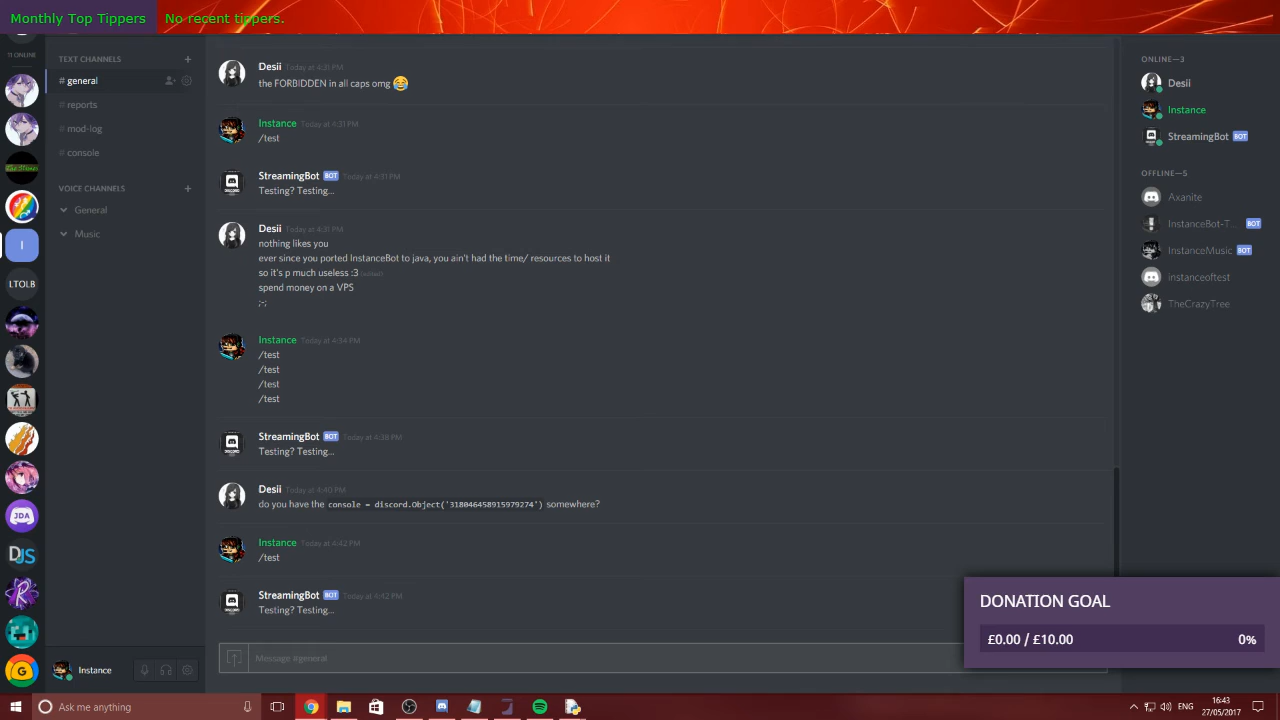 Monthly Top Tippers
No recent tippers.
11 ONLINE
LTOLB
JDA
TEXT CHANNELS
# general
# reports
# mod-log
# console
VOICE CHANNELS
General
Music
Instance
Desii Today at 4:31 PM
the FORBIDDEN in all caps omg 😂
Instance Today at 4:31 PM
/test
StreamingBot BOT Today at 4:31 PM
Testing? Testing...
Desii Today at 4:31 PM
nothing likes you
ever since you ported InstanceBot to java, you ain't had the time/ resources to host it
so it's p much useless :3 (edited)
spend money on a VPS
;-;
Instance Today at 4:34 PM
/test
/test
/test
/test
StreamingBot BOT Today at 4:38 PM
Testing? Testing...
Desii Today at 4:40 PM
do you have the console = discord.Object('318046458915979274') somewhere?
Instance Today at 4:42 PM
/test
StreamingBot BOT Today at 4:42 PM
Testing? Testing...
Message #general
ONLINE—3
Desii
Instance
StreamingBot BOT
OFFLINE—5
Axanite
InstanceBot-T... BOT
InstanceMusic BOT
instanceoftest
TheCrazyTree
DONATION GOAL
£0.00 / £10.00 0%
Ask me anything
ENG
16:43
27/05/2017